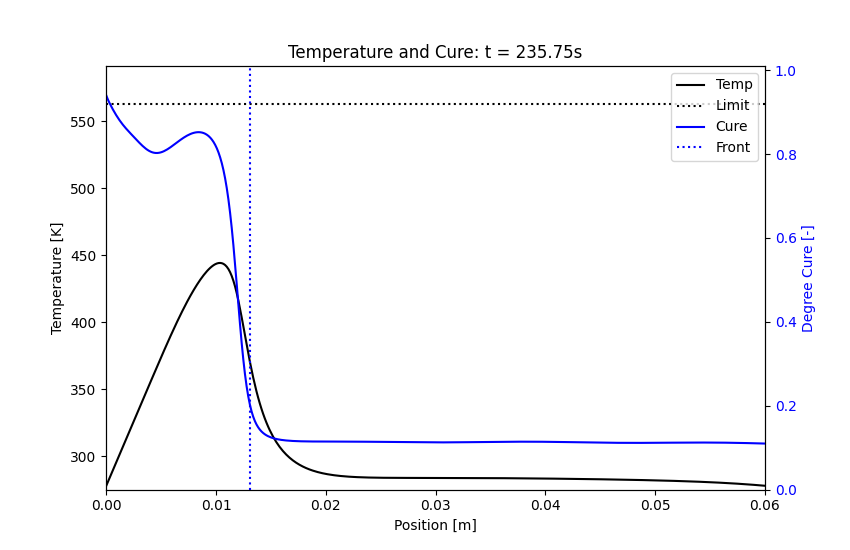 Temperature and Cure: t = 235.75s
Temp
Limit
Cure
Front
550
500
450
400
350
300
Temperature [K]
1.0
0.8
0.6
0.4
0.2
0.0
Degree Cure [-]
0.00
0.01
0.02
0.03
0.04
0.05
0.06
Position [m]